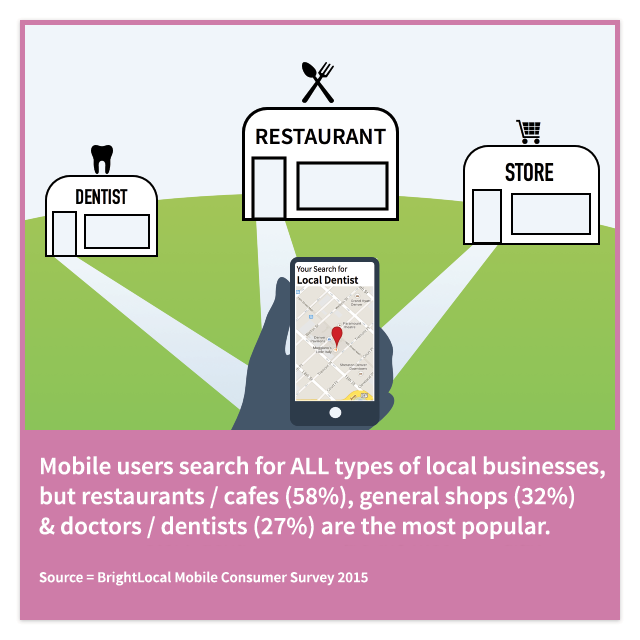 RESTAURANT
STORE
DENTIST
Your Search for
Local Dentist
Mobile users search for ALL types of local businesses,
but restaurants / cafes (58%), general shops (32%)
& doctors / dentists (27%) are the most popular.
Source = BrightLocal Mobile Consumer Survey 2015